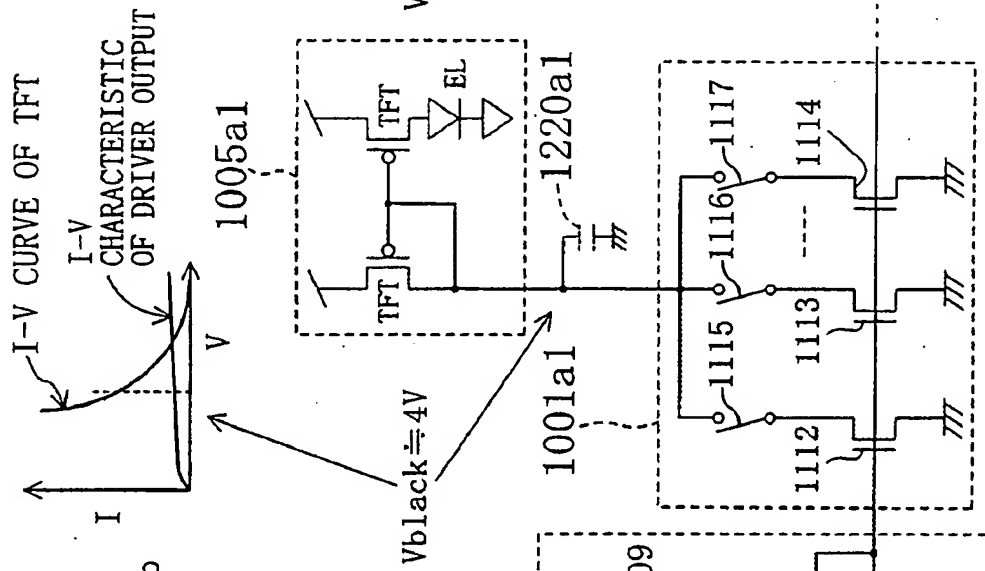 I-V CURVE OF TFT
I-V
CHARACTERISTIC
OF DRIVER OUTPUT
I
V
1005a1
TFT
TFT
EL
Vblack≒4V
1220a1
1001a1
1115
1116
1117
1112
1113
1114
09